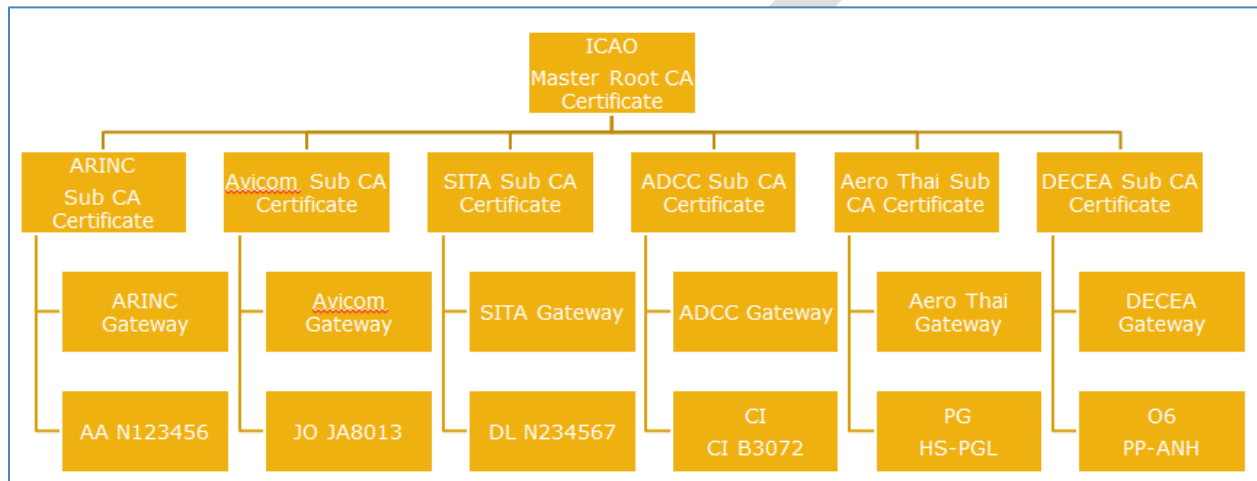 ICAO
Master Root CA
Certificate
ARINC
Sub CA
Certificate
Avicom Sub CA
Certificate
SITA Sub CA
Certificate
ADCC Sub CA
Certificate
Aero Thai Sub
CA Certificate
DECEA Sub CA
Certificate
ARINC
Gateway
Avicom
Gateway
SITA Gateway
ADCC Gateway
Aero Thai
Gateway
DECEA
Gateway
AA N123456
JO JA8013
DL N234567
CI
CI B3072
PG
HS-PGL
O6
PP-ANH